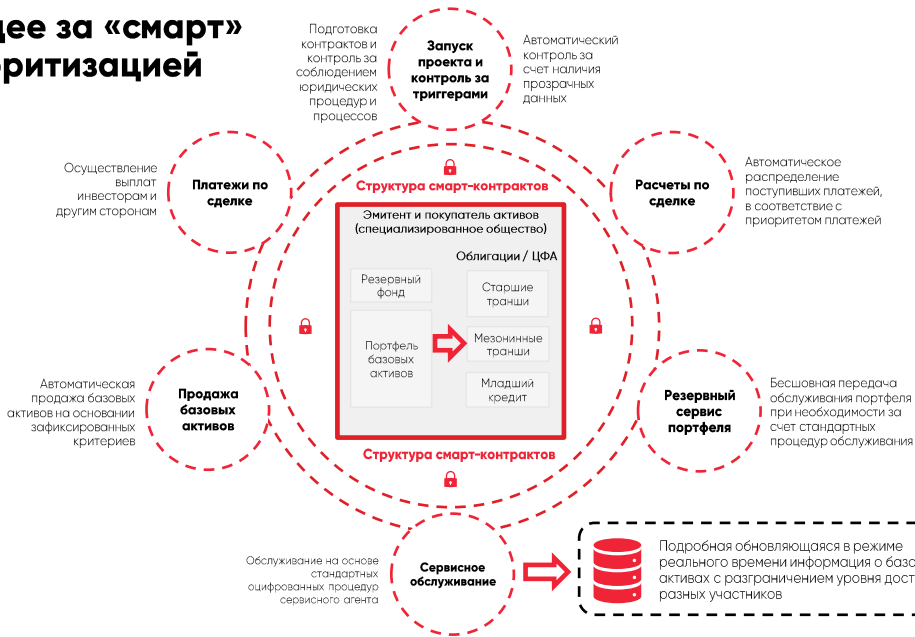 щее за «смарт»
ритизацией
Подготовка
контрактов и
контроль за
соблюдением
юридических
процедур и
процессов
Запуск
проекта и
контроль за
триггерами
Автоматический
контроль за
счет наличия
прозрачных
данных
Осуществление
выплат
инвесторам и
другим сторонам
Платежи по
сделке
Расчеты по
сделке
Автоматическое
распределение
поступивших платежей,
в соответствие с
приоритетом платежей
Структура смарт-контрактов
Эмитент и покупатель активов
(специализированное общество)
Облигации / ЦФА
Резервный
фонд
Портфель
базовых
активов
Старшие
транши
Мезонинные
транши
Младший
кредит
Структура смарт-контрактов
Автоматическая
продажа базовых
активов на основании
зафиксированных
критериев
Продажа
базовых
активов
Резервный
сервис
портфеля
Бесшовная передача
обслуживания портфеля
при необходимости за
счет стандартных
процедур обслуживания
Обслуживание на основе
стандартных
оцифрованных процедур
сервисного агента
Сервисное
обслуживание
Подробная обновляющаяся в режиме
реального времени информация о
активах с разграничением уровня
разных участников